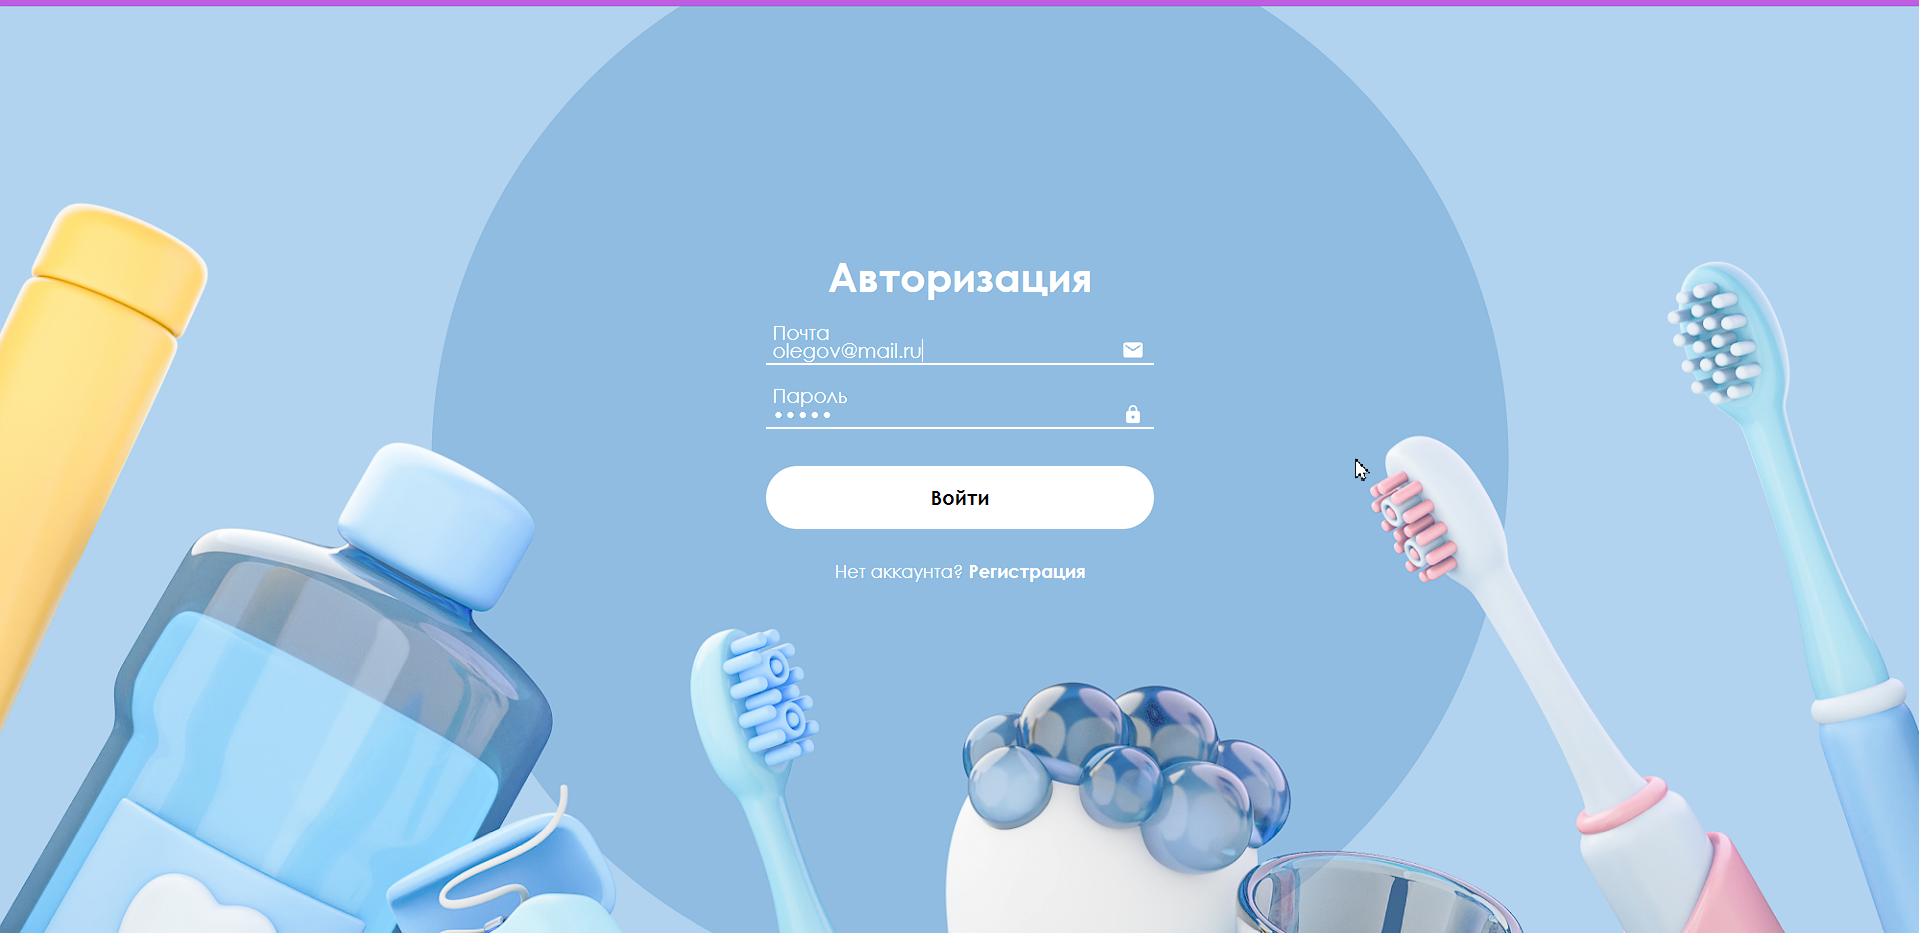 Авторизация
Почта
olegov@mail.ru
Пароль
•••••
Войти
Нет аккаунта? Регистрация